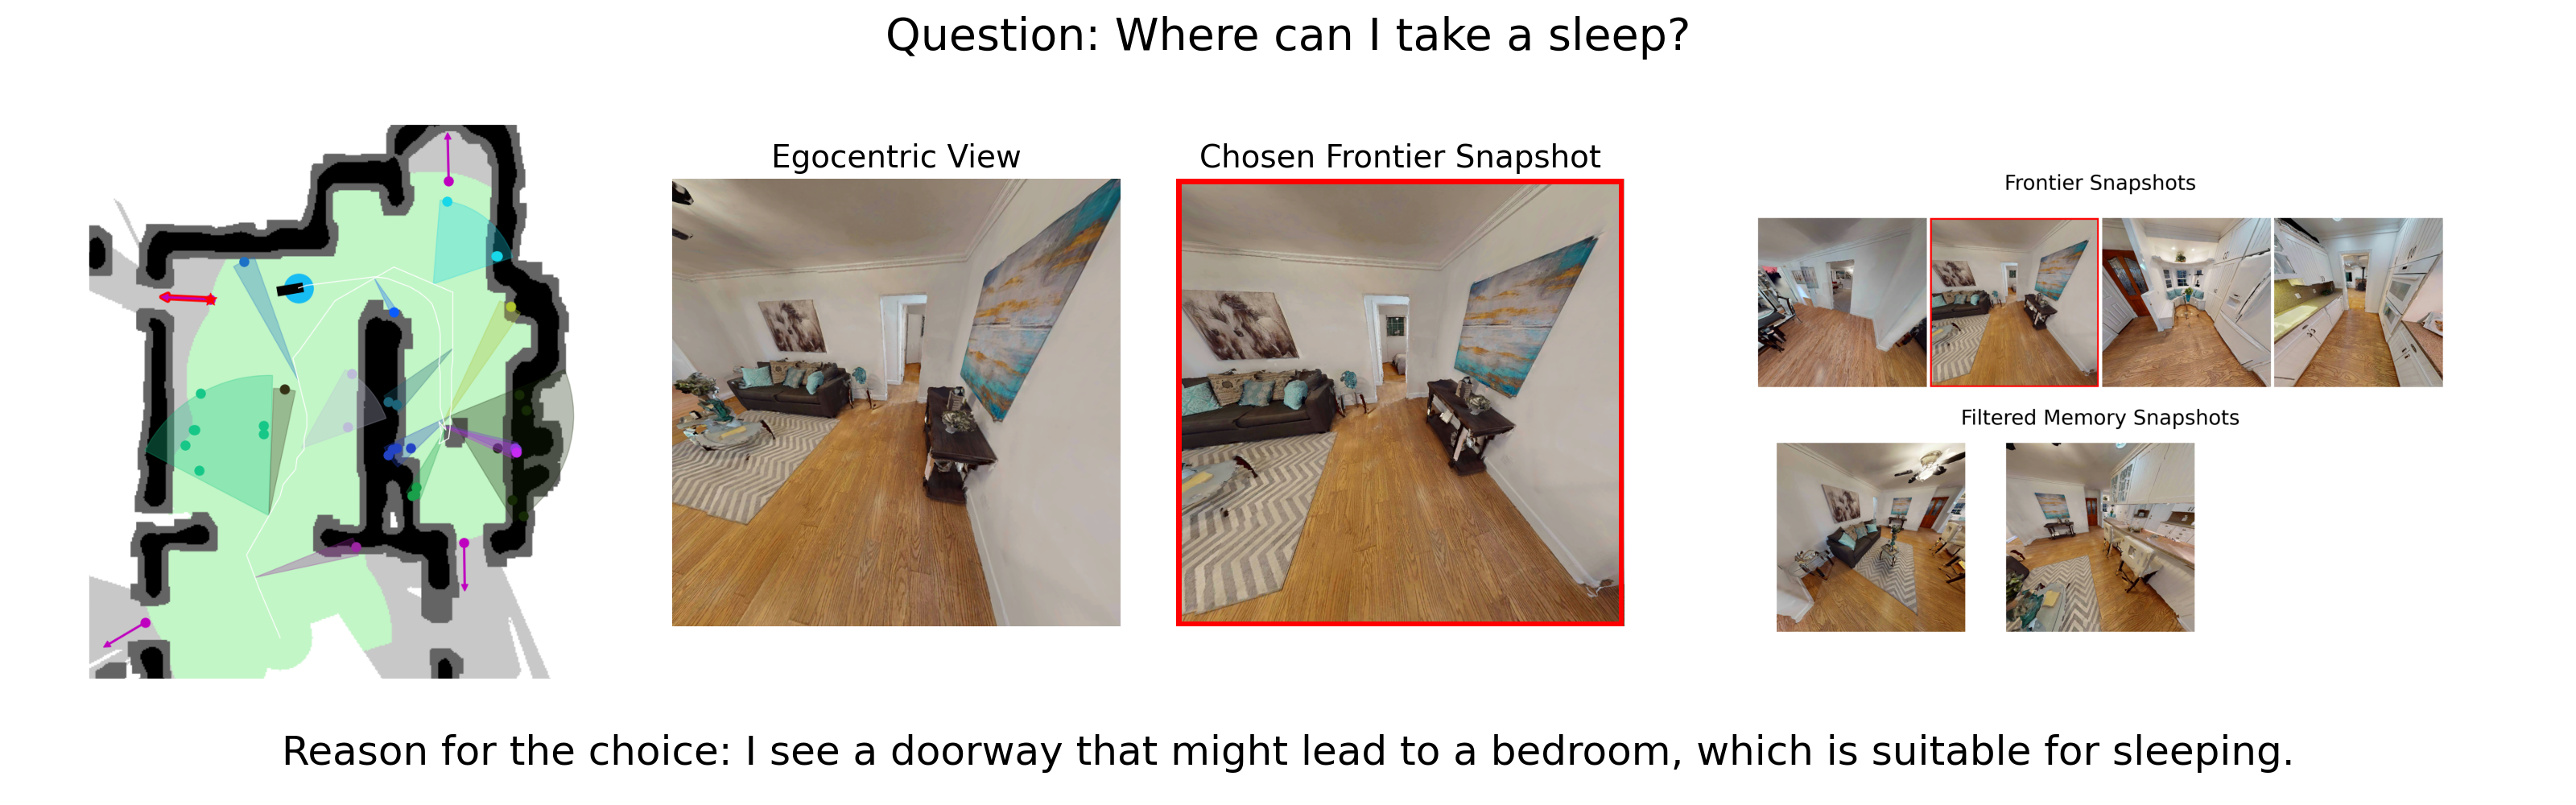 Question: Where can I take a sleep?
Egocentric View
Chosen Frontier Snapshot
Frontier Snapshots
Filtered Memory Snapshots
Reason for the choice: I see a doorway that might lead to a bedroom, which is suitable for sleeping.